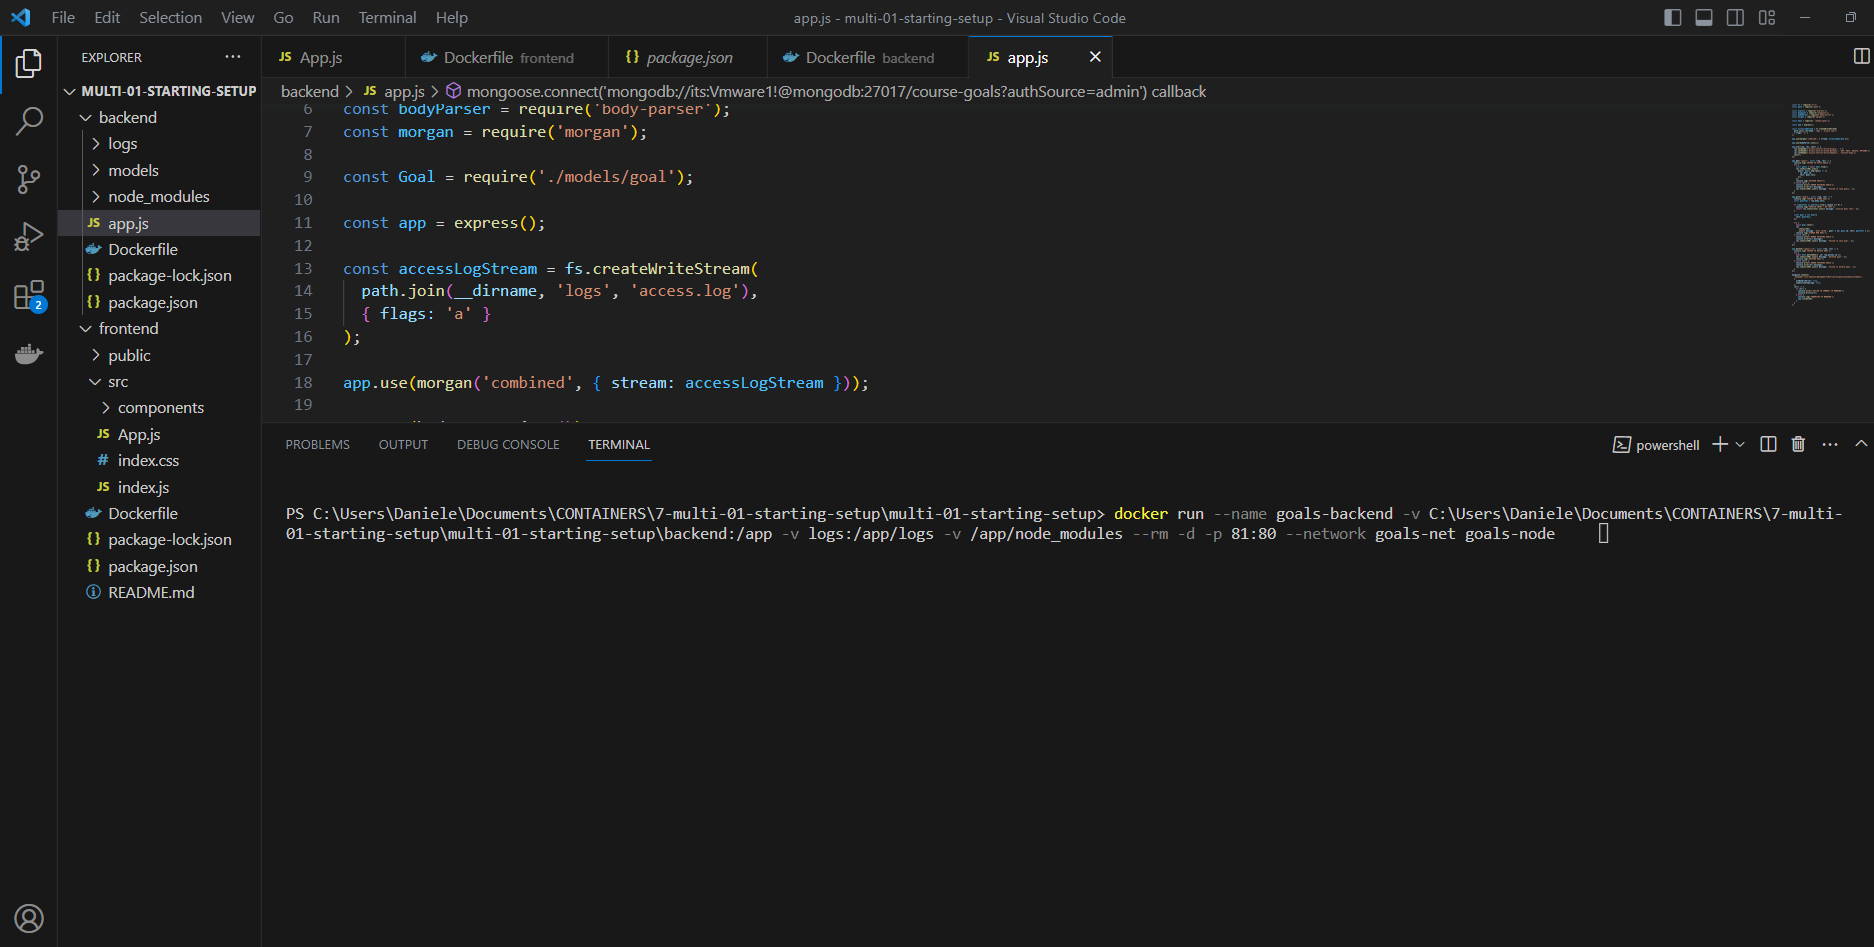 File Edit Selection View Go Run Terminal Help
app.js - multi-01-starting-setup - Visual Studio Code
EXPLORER
MULTI-01-STARTING-SETUP
backend
logs
models
node_modules
JS app.js
Dockerfile
{} package-lock.json
{} package.json
frontend
public
src
components
JS App.js
# index.css
JS index.js
Dockerfile
{} package-lock.json
{} package.json
README.md
2
JS App.js
Dockerfile frontend
{} package.json
Dockerfile backend
JS app.js
backend > JS app.js > mongoose.connect('mongodb://its:Vmware1!@mongodb:27017/course-goals?authSource=admin') callback
6 const bodyParser = require('body-parser');
7 const morgan = require('morgan');
8
9 const Goal = require('./models/goal');
10
11 const app = express();
12
13 const accessLogStream = fs.createWriteStream(
14 path.join(__dirname, 'logs', 'access.log'),
15 { flags: 'a' }
16 );
17
18 app.use(morgan('combined', { stream: accessLogStream }));
19
PROBLEMS OUTPUT DEBUG CONSOLE TERMINAL
powershell
PS C:\Users\Daniele\Documents\CONTAINERS\7-multi-01-starting-setup\multi-01-starting-setup> docker run --name goals-backend -v C:\Users\Daniele\Documents\CONTAINERS\7-multi-
01-starting-setup\multi-01-starting-setup\backend:/app -v logs:/app/logs -v /app/node_modules --rm -d -p 81:80 --network goals-net goals-node